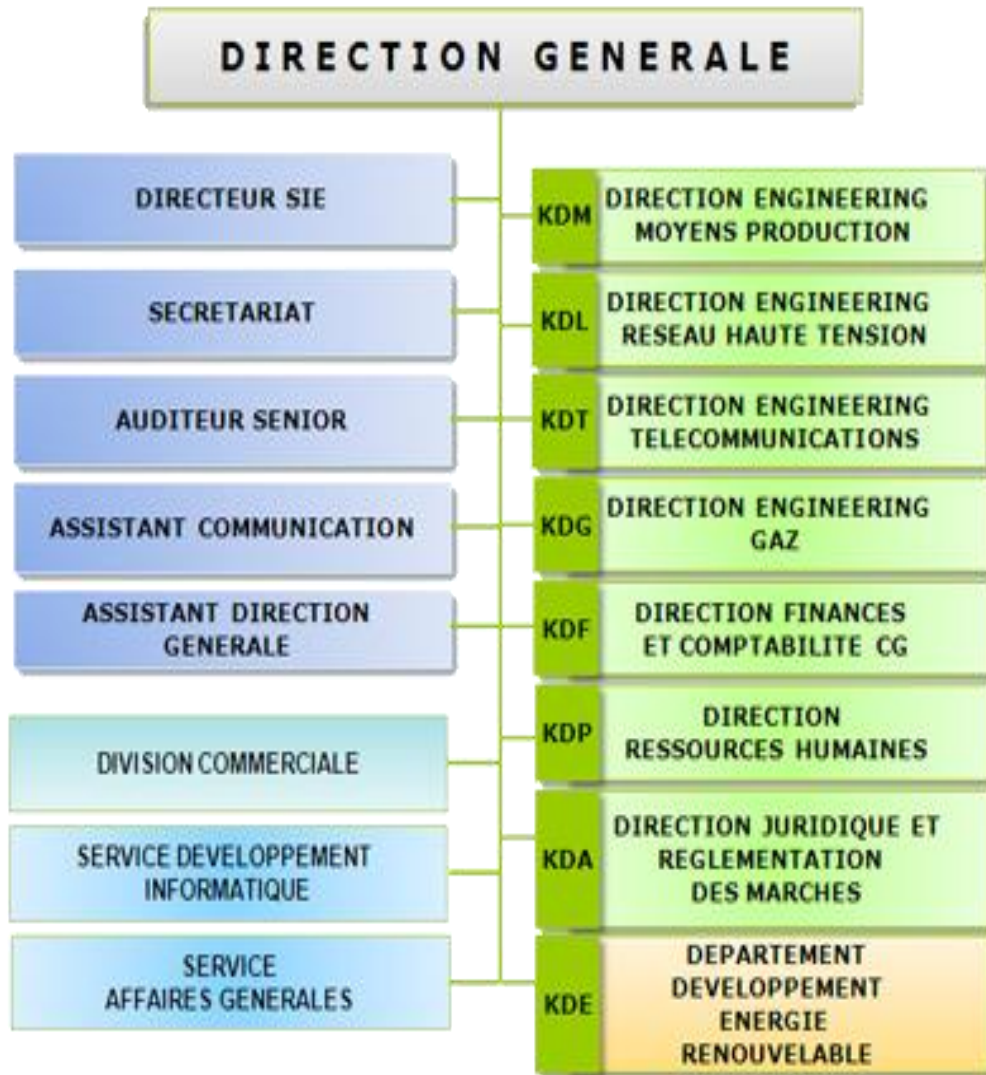 DIRECTION GENERALE
DIRECTEUR SIE
SECRETARIAT
AUDITEUR SENIOR
ASSISTANT COMMUNICATION
ASSISTANT DIRECTION
GENERALE
DIVISION COMMERCIALE
SERVICE DEVELOPPEMENT
INFORMATIQUE
SERVICE
AFFAIRES GENERALES
KDM
DIRECTION ENGINEERING
MOYENS PRODUCTION
KDL
DIRECTION ENGINEERING
RESEAU HAUTE TENSION
KDT
DIRECTION ENGINEERING
TELECOMMUNICATIONS
KDG
DIRECTION ENGINEERING
GAZ
KDF
DIRECTION FINANCES
ET COMPTABILITE CG
KDP
DIRECTION
RESSOURCES HUMAINES
KDA
DIRECTION JURIDIQUE ET
REGLEMENTATION
DES MARCHES
KDE
DEPARTEMENT
DEVELOPPEMENT
ENERGIE
RENOUVELABLE